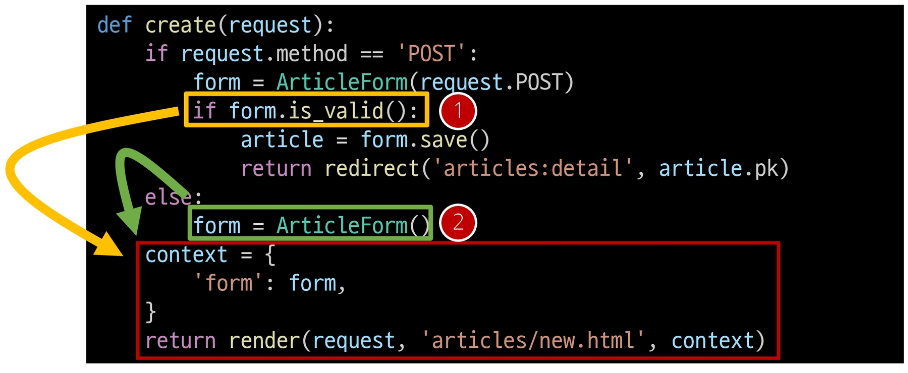 def create(request):
    if request.method == 'POST':
        form = ArticleForm(request.POST)
        if form.is_valid(): 1
            article = form.save()
            return redirect('articles:detail', article.pk)
    else:
        form = ArticleForm() 2
    context = {
        'form': form,
    }
    return render(request, 'articles/new.html', context)